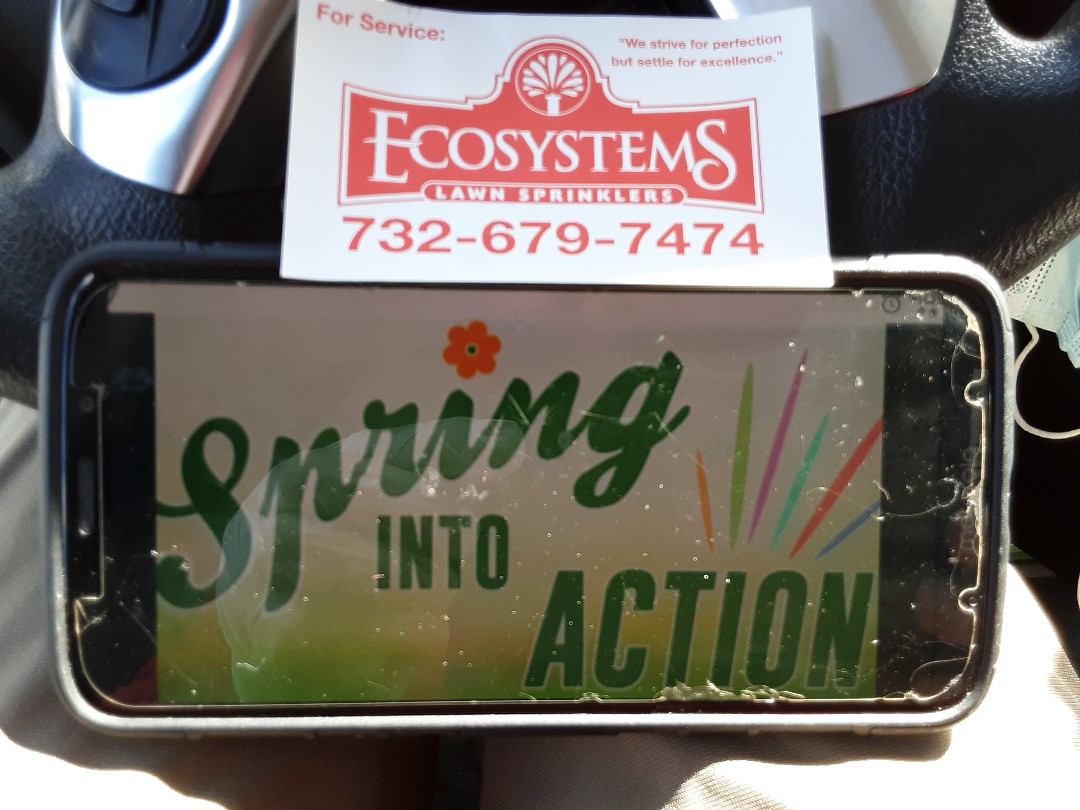 For Service:
"We strive for perfection
but settle for excellence."
ECOSYSTEMS
LAWN SPRINKLERS
732-679-7474
Spring
INTO
ACTION